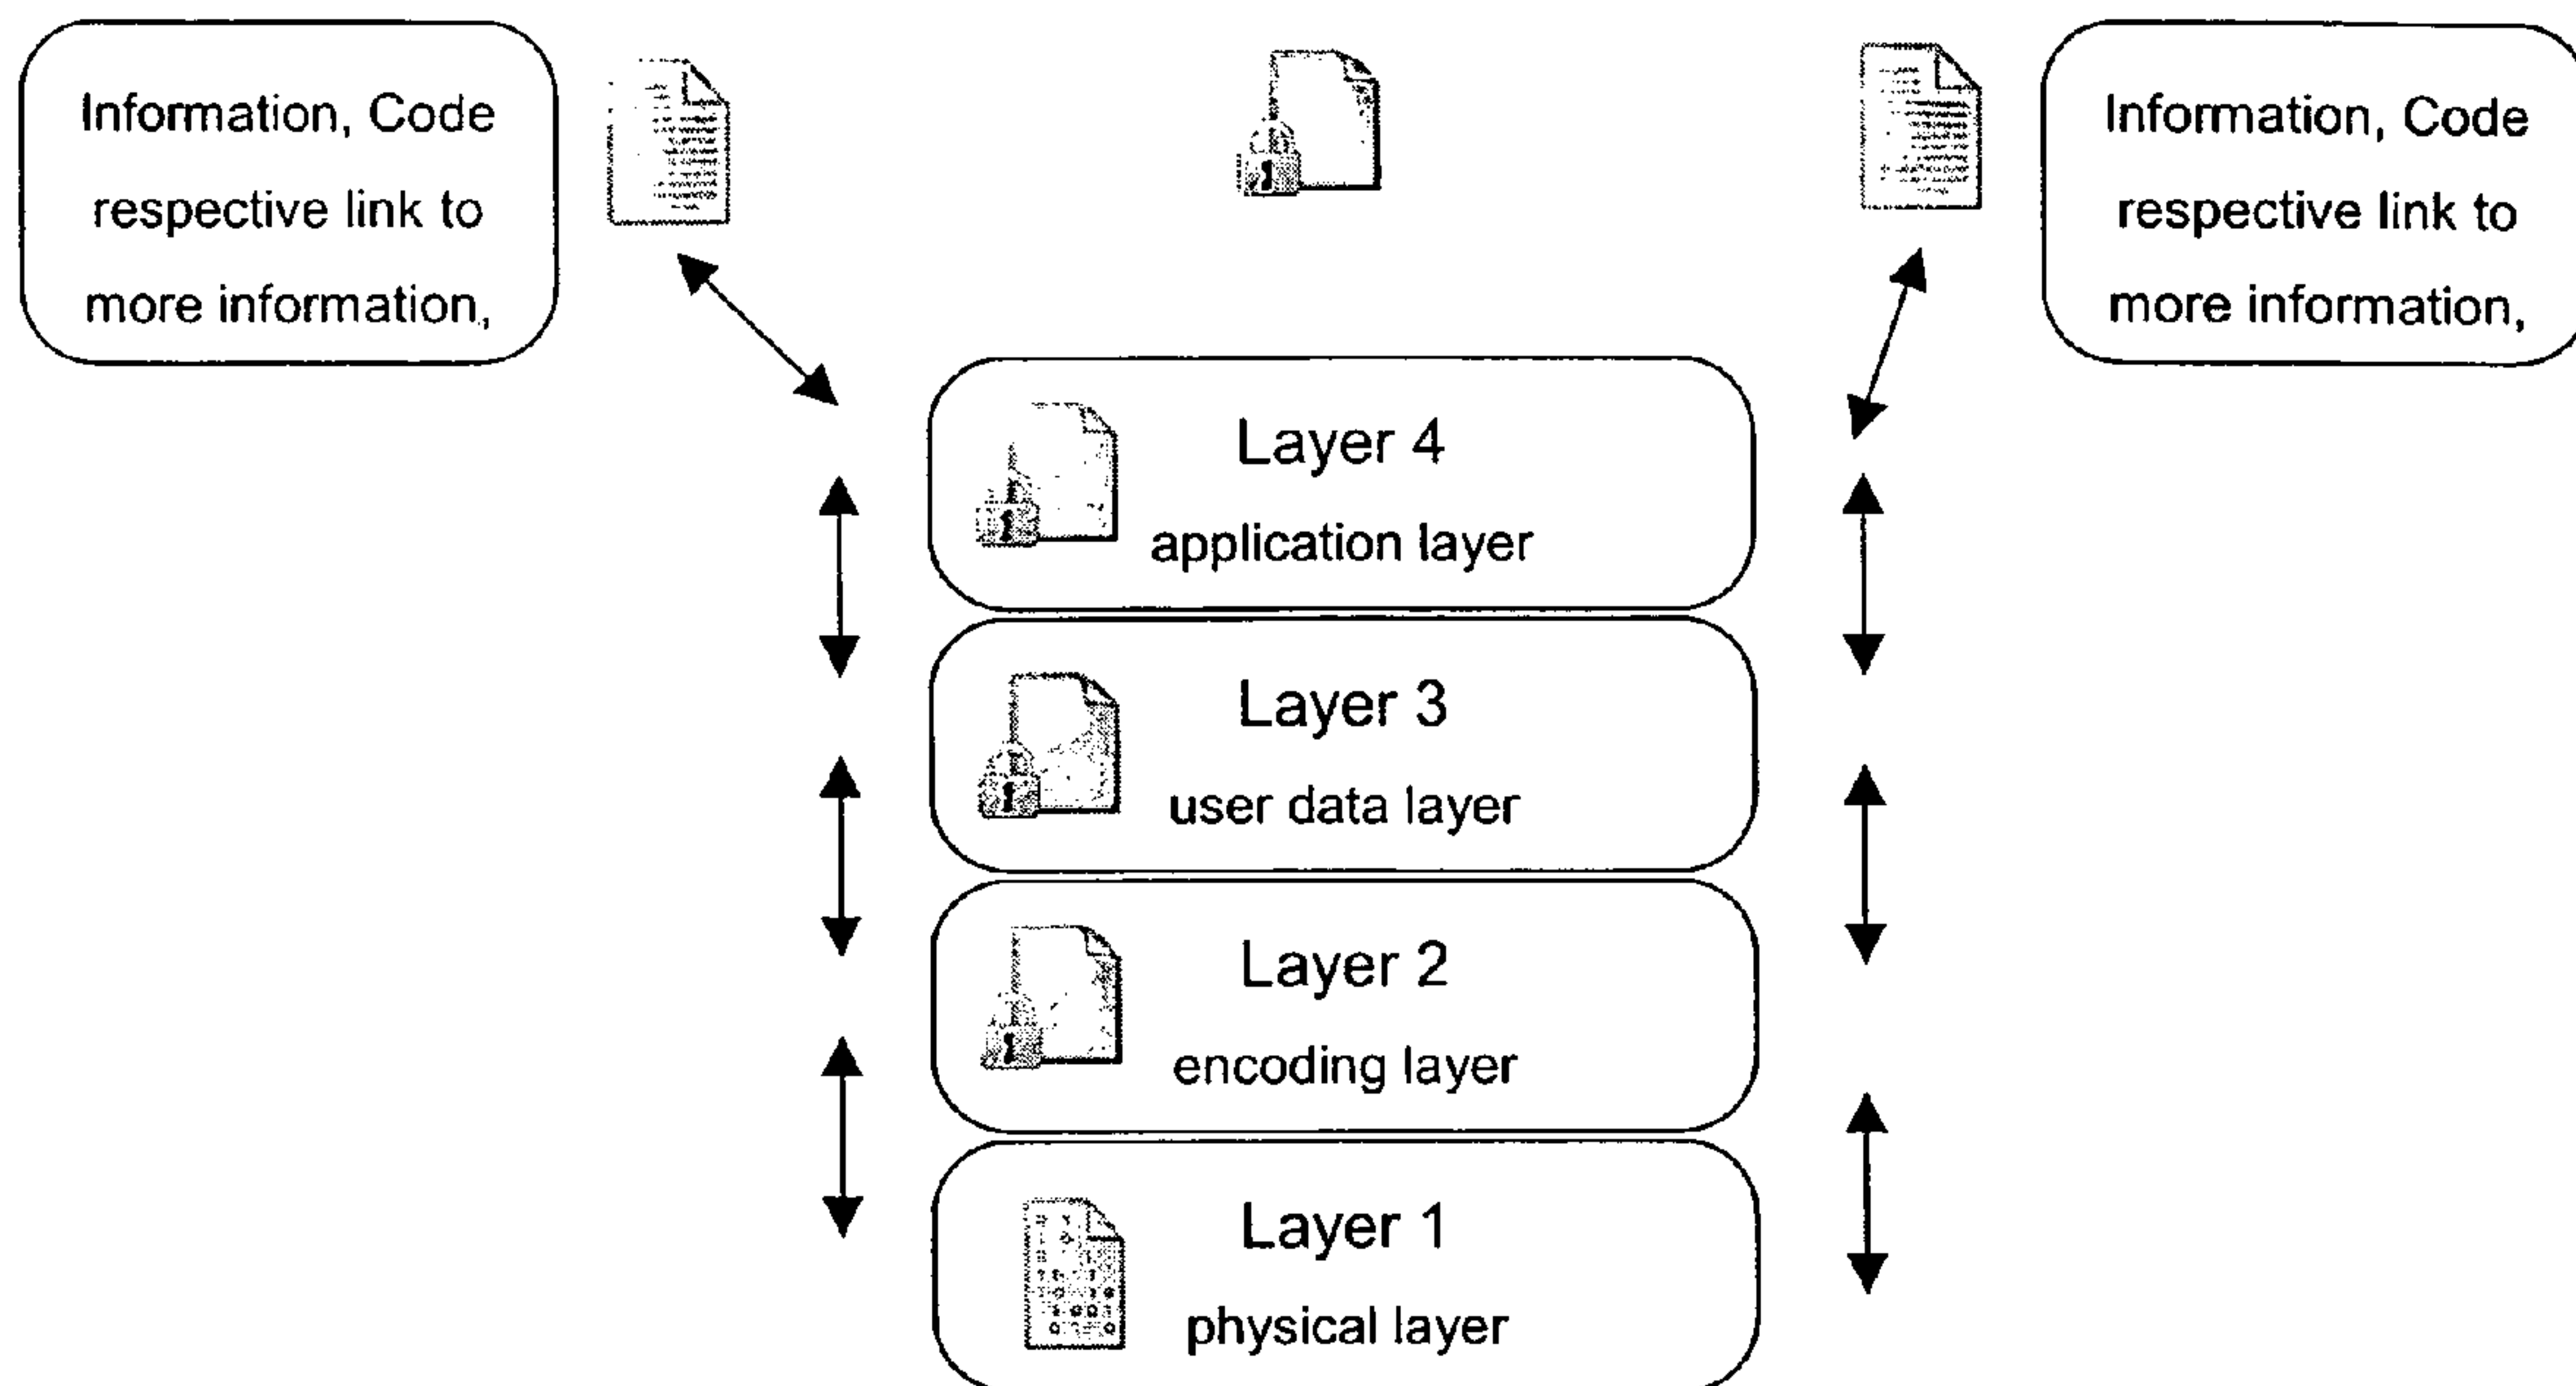 Information, Code
respective link to
more information,
Information, Code
respective link to
more information,
Layer 4
application layer
Layer 3
user data layer
Layer 2
encoding layer
Layer 1
physical layer